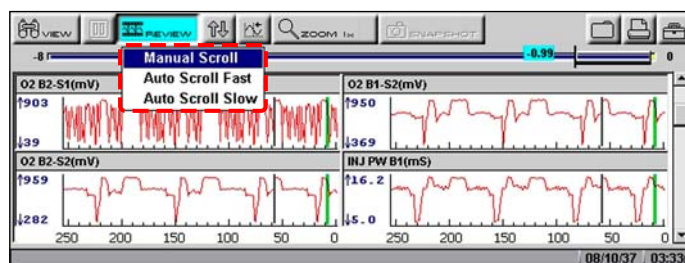 VIEW REVIEW ZOOM 1x SNAPSHOT
-8 -0.99 0
Manual Scroll
Auto Scroll Fast
Auto Scroll Slow
O2 B2-S1(mV) O2 B1-S2(mV)
↑903 ↑950
↓39 ↓369
O2 B2-S2(mV) INJ PW B1(mS)
↑959 ↑16.2
↓282 ↓5.0
250 200 150 100 50 0 250 200 150 100 50 0
08/10/37 03:33